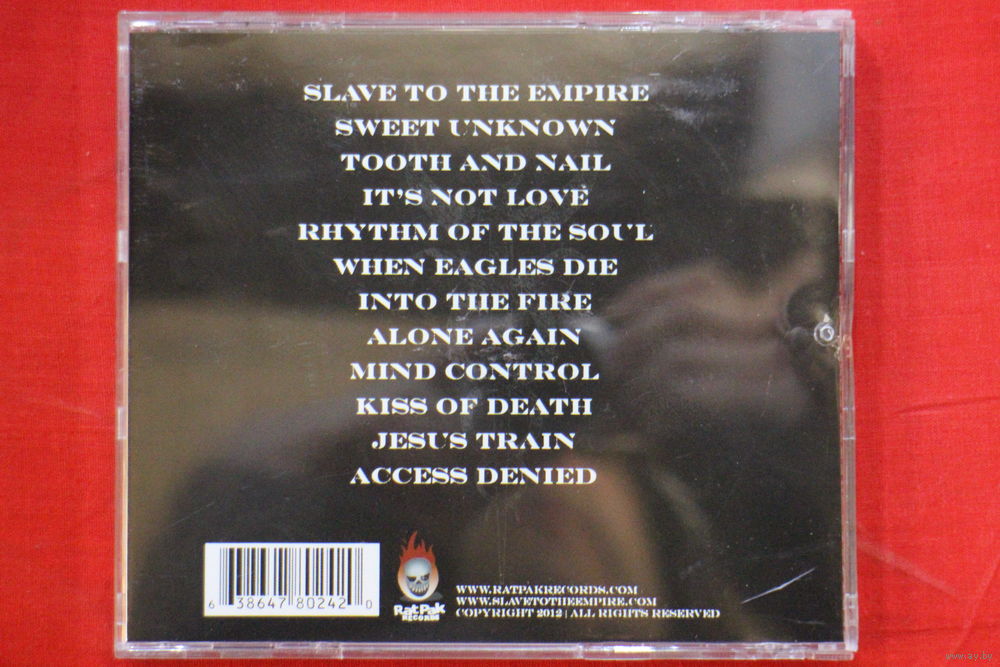 SLAVE TO THE EMPIRE
SWEET UNKNOWN
TOOTH AND NAIL
IT'S NOT LOVE
RHYTHM OF THE SOUL
WHEN EAGLES DIE
INTO THE FIRE
ALONE AGAIN
MIND CONTROL
KISS OF DEATH
JESUS TRAIN
ACCESS DENIED
6 38647 80242 0
RatPak
RECORDS
WWW.RATPAKRECORDS.COM
WWW.SLAVETOTHEEMPIRE.COM
COPYRIGHT 2012 | ALL RIGHTS RESERVED
www.ay.by